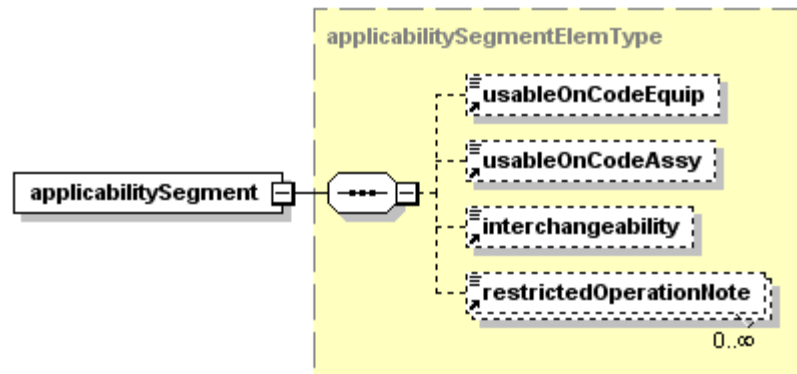 applicabilitySegmentElemType
usableOnCodeEquip
usableOnCodeAssy
applicabilitySegment
interchangeability
restrictedOperationNote
0..∞